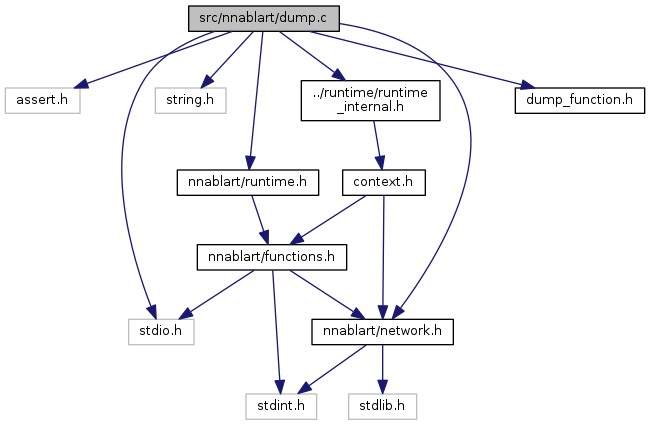 src/nnablart/dump.c
assert.h
string.h
../runtime/runtime
_internal.h
dump_function.h
nnablart/runtime.h
context.h
nnablart/functions.h
stdio.h
nnablart/network.h
stdint.h
stdlib.h